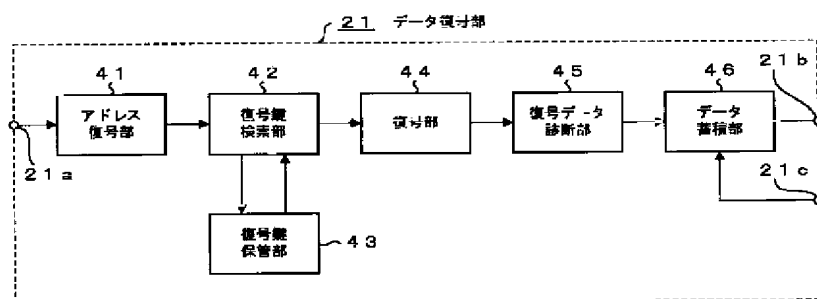 21 データ復号部
41
42
44
45
46
21b
アドレス
復号部
復号鍵
検索部
復号部
復号データ
診断部
データ
蓄積部
21a
21c
復号鍵
保管部
43